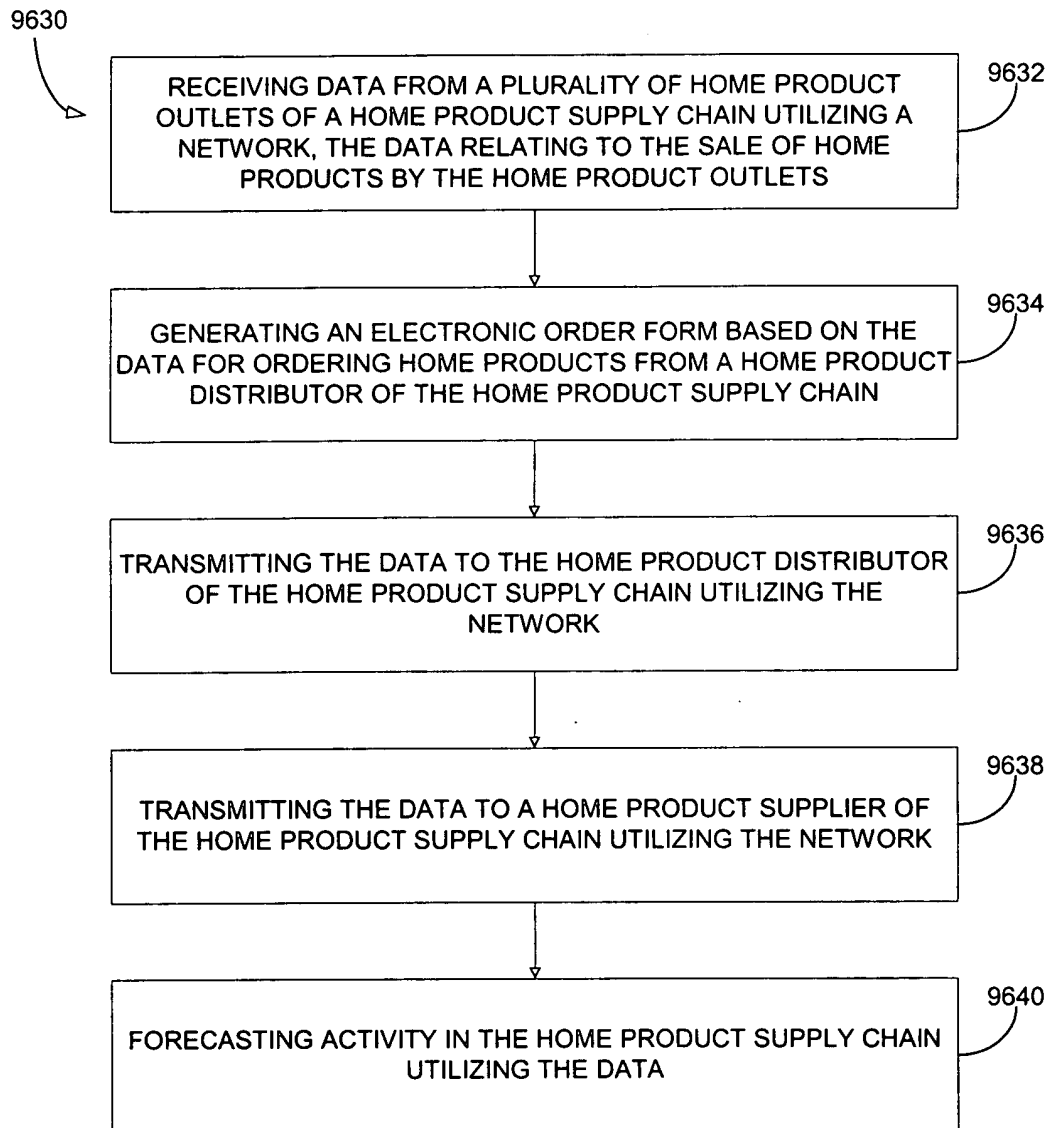 9630
9632
RECEIVING DATA FROM A PLURALITY OF HOME PRODUCT
OUTLETS OF A HOME PRODUCT SUPPLY CHAIN UTILIZING A
NETWORK, THE DATA RELATING TO THE SALE OF HOME
PRODUCTS BY THE HOME PRODUCT OUTLETS
9634
GENERATING AN ELECTRONIC ORDER FORM BASED ON THE
DATA FOR ORDERING HOME PRODUCTS FROM A HOME PRODUCT
DISTRIBUTOR OF THE HOME PRODUCT SUPPLY CHAIN
9636
TRANSMITTING THE DATA TO THE HOME PRODUCT DISTRIBUTOR
OF THE HOME PRODUCT SUPPLY CHAIN UTILIZING THE
NETWORK
9638
TRANSMITTING THE DATA TO A HOME PRODUCT SUPPLIER OF
THE HOME PRODUCT SUPPLY CHAIN UTILIZING THE NETWORK
9640
FORECASTING ACTIVITY IN THE HOME PRODUCT SUPPLY CHAIN
UTILIZING THE DATA